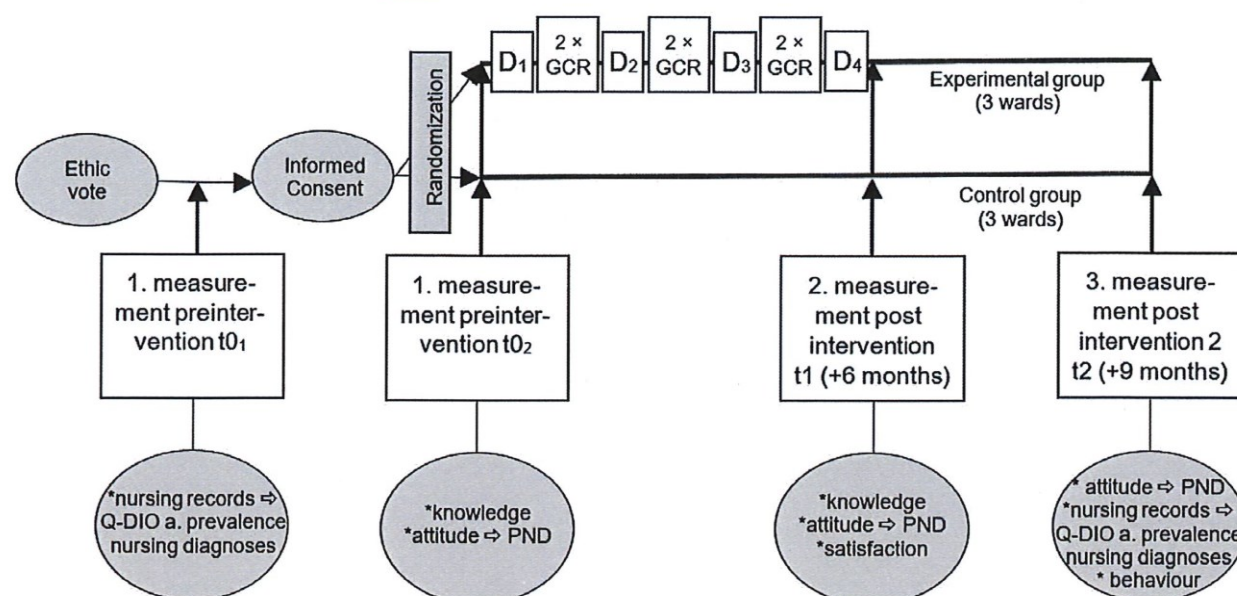 D₁
2 ×
GCR
D₂
2 ×
GCR
D₃
2 ×
GCR
D₄
Experimental group
(3 wards)
Randomization
Ethic
vote
Informed
Consent
Control group
(3 wards)
1. measure-
ment preinter-
vention t0₁
1. measure-
ment preinter-
vention t0₂
2. measure-
ment post
intervention
t1 (+6 months)
3. measure-
ment post
intervention 2
t2 (+9 months)
*nursing records ⇨
Q-DIO a. prevalence
nursing diagnoses
*knowledge
*attitude ⇨ PND
*knowledge
*attitude ⇨ PND
*satisfaction
* attitude ⇨ PND
*nursing records ⇨
Q-DIO a. prevalence
nursing diagnoses
* behaviour